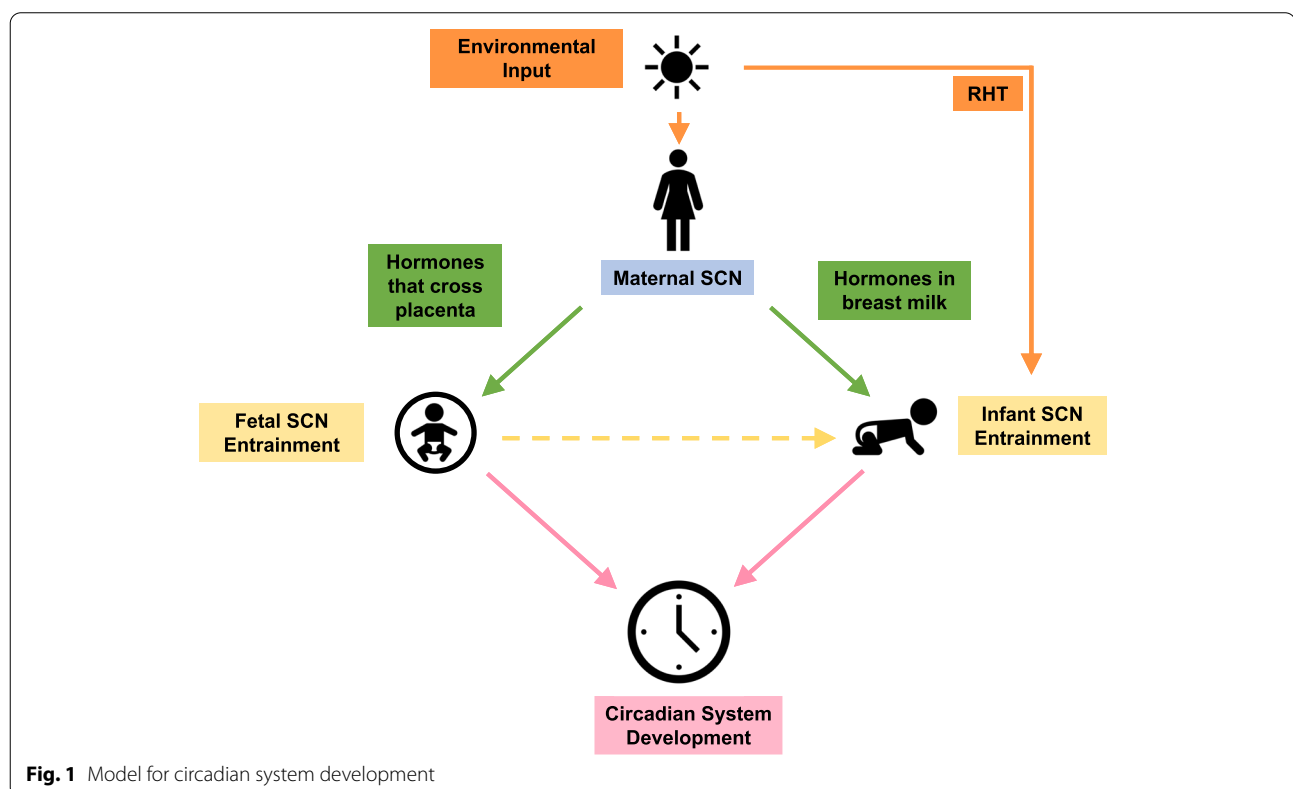 Environmental
Input
RHT
Hormones
that cross
placenta
Maternal SCN
Hormones in
breast milk
Fetal SCN
Entrainment
Infant SCN
Entrainment
Circadian System
Development
Fig. 1 Model for circadian system development